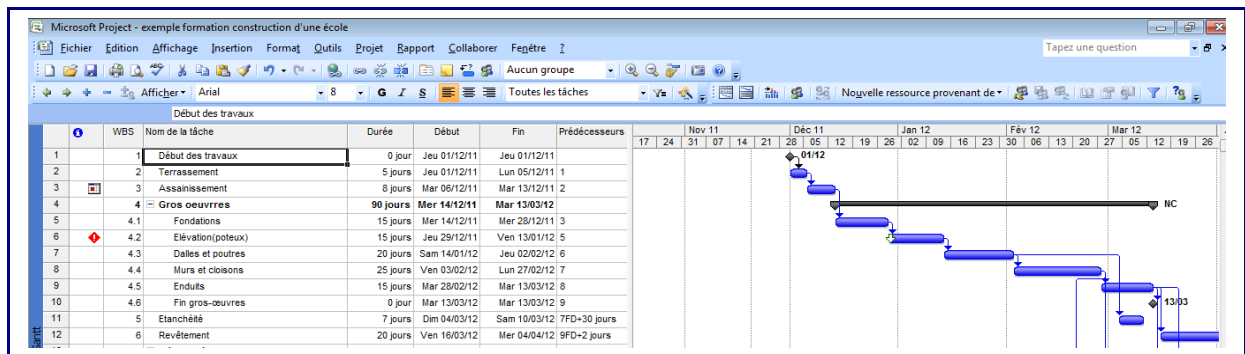 Microsoft Project - exemple formation construction d'une école
Fichier Edition Affichage Insertion Format Outils Projet Rapport Collaborer Fenêtre ? Tapez une question
Aucun groupe
Afficher Arial 8 G I S Toutes les tâches Nouvelle ressource provenant de
Début des travaux
WBS Nom de la tâche Durée Début Fin Prédécesseurs Nov 11 Déc 11 Jan 12 Fév 12 Mar 12
17 24 31 07 14 21 28 05 12 19 26 02 09 16 23 30 06 13 20 27 05 12 19 26
1 1 Début des travaux 0 jour Jeu 01/12/11 Jeu 01/12/11 01/12
2 2 Terrassement 5 jours Jeu 01/12/11 Lun 05/12/11 1
3 3 Assainissement 8 jours Mar 06/12/11 Mar 13/12/11 2
4 4 Gros oeuvrres 90 jours Mer 14/12/11 Mar 13/03/12 NC
5 4.1 Fondations 15 jours Mer 14/12/11 Mer 28/12/11 3
6 4.2 Elévation(poteux) 15 jours Jeu 29/12/11 Ven 13/01/12 5
7 4.3 Dalles et poutres 20 jours Sam 14/01/12 Jeu 02/02/12 6
8 4.4 Murs et cloisons 25 jours Ven 03/02/12 Lun 27/02/12 7
9 4.5 Enduits 15 jours Mar 28/02/12 Mar 13/03/12 8
10 4.6 Fin gros-œuvres 0 jour Mar 13/03/12 Mar 13/03/12 9 13/03
11 5 Etanchéité 7 jours Dim 04/03/12 Sam 10/03/12 7FD+30 jours
12 6 Revêtement 20 jours Ven 16/03/12 Mer 04/04/12 9FD+2 jours